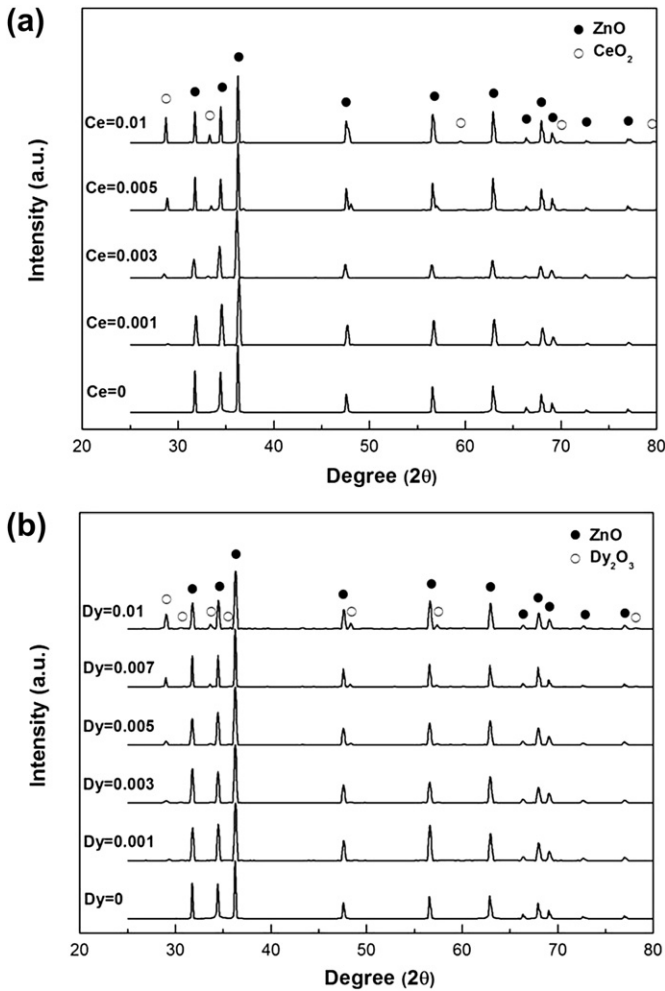 (a)
● ZnO
○ CeO₂
Ce=0.01
Ce=0.005
Ce=0.003
Ce=0.001
Ce=0
Intensity (a.u.)
20 30 40 50 60 70 80
Degree (2θ)
(b)
● ZnO
○ Dy₂O₃
Dy=0.01
Dy=0.007
Dy=0.005
Dy=0.003
Dy=0.001
Dy=0
Intensity (a.u.)
20 30 40 50 60 70 80
Degree (2θ)